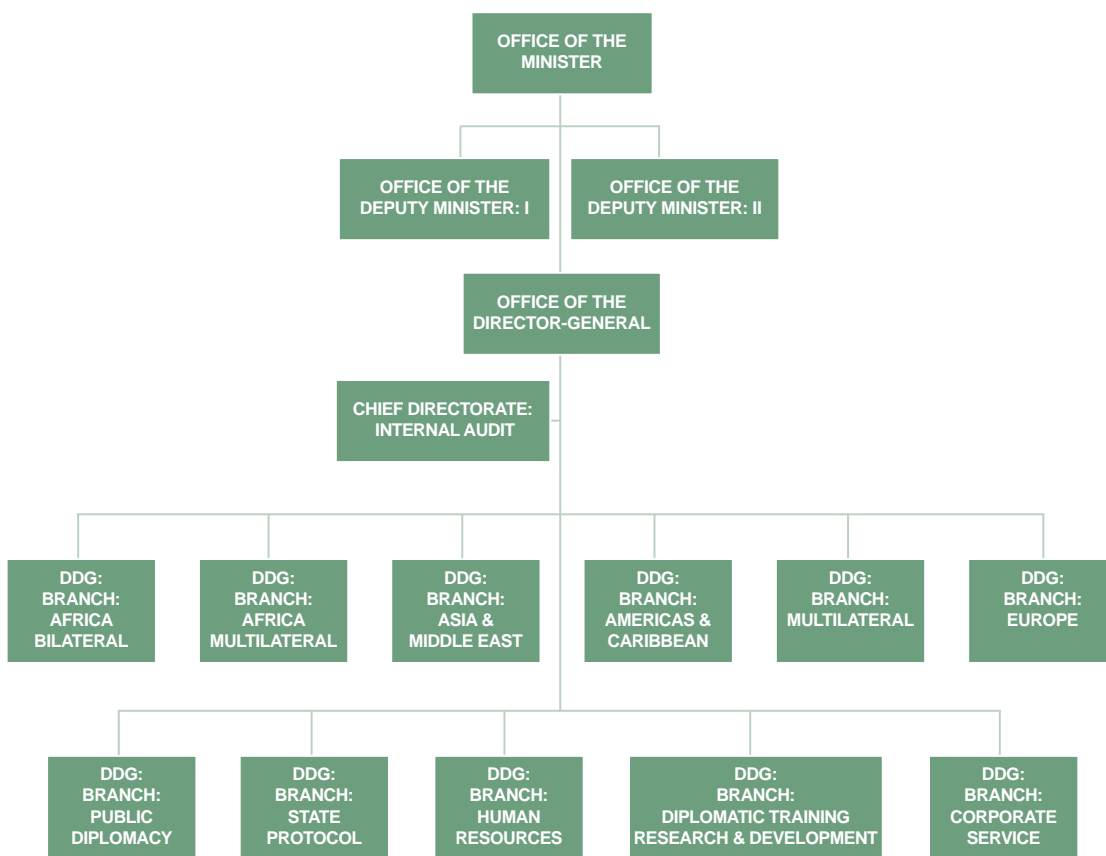 OFFICE OF THE
MINISTER
OFFICE OF THE
DEPUTY MINISTER: I
OFFICE OF THE
DEPUTY MINISTER: II
OFFICE OF THE
DIRECTOR-GENERAL
CHIEF DIRECTORATE:
INTERNAL AUDIT
DDG:
BRANCH:
AFRICA
BILATERAL
DDG:
BRANCH:
AFRICA
MULTILATERAL
DDG:
BRANCH:
ASIA &
MIDDLE EAST
DDG:
BRANCH:
AMERICAS &
CARIBBEAN
DDG:
BRANCH:
MULTILATERAL
DDG:
BRANCH:
EUROPE
DDG:
BRANCH:
PUBLIC
DIPLOMACY
DDG:
BRANCH:
STATE
PROTOCOL
DDG:
BRANCH:
HUMAN
RESOURCES
DDG:
BRANCH:
DIPLOMATIC TRAINING
RESEARCH & DEVELOPMENT
DDG:
BRANCH:
CORPORATE
SERVICE